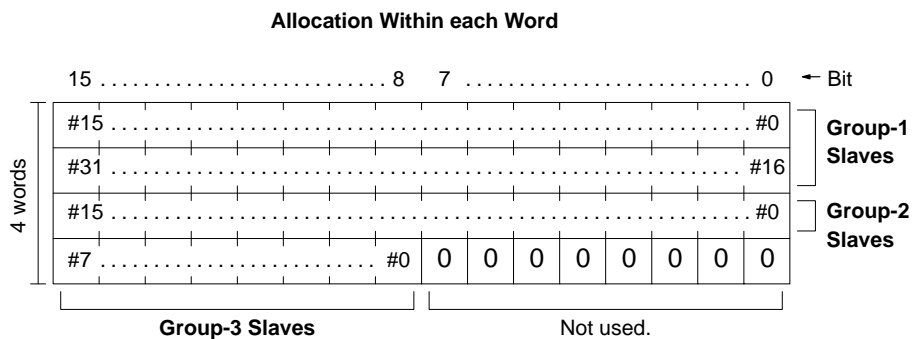 Allocation Within each Word
15 . . . . . . . . . . . . . . . . . . . . . . . . . . . 8 7 . . . . . . . . . . . . . . . . . . . . . . . . . . . 0 ← Bit
4 words
#15 . . . . . . . . . . . . . . . . . . . . . . . . . . . . . . . . . . . . . . . . . . . . . . . . . . . . . . . . . . #0
#31 . . . . . . . . . . . . . . . . . . . . . . . . . . . . . . . . . . . . . . . . . . . . . . . . . . . . . . . . . . #16
Group-1
Slaves
#15 . . . . . . . . . . . . . . . . . . . . . . . . . . . . . . . . . . . . . . . . . . . . . . . . . . . . . . . . . . #0
Group-2
Slaves
#7 . . . . . . . . . . . . . . . . . . . . . . . . . #0 0 0 0 0 0 0 0 0
Group-3 Slaves Not used.